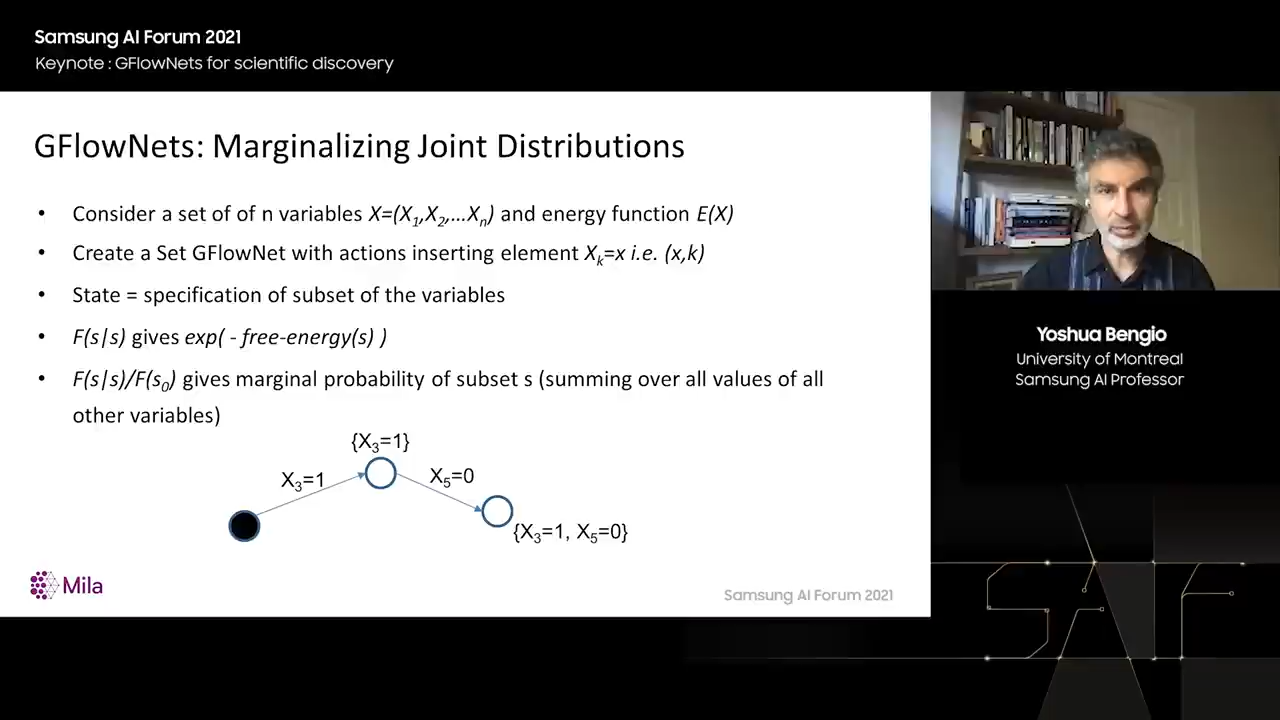 Samsung AI Forum 2021
Keynote : GFlowNets for scientific discovery
GFlowNets: Marginalizing Joint Distributions
• Consider a set of of n variables X=(X₁,X₂,...Xₙ) and energy function E(X)
• Create a Set GFlowNet with actions inserting element Xₖ=x i.e. (x,k)
• State = specification of subset of the variables
• F(s|s) gives exp( - free-energy(s) )
• F(s|s)/F(s₀) gives marginal probability of subset s (summing over all values of all
other variables)
{X₃=1}
X₃=1
X₅=0
{X₃=1, X₅=0}
Mila
Samsung AI Forum 2021
Yoshua Bengio
University of Montreal
Samsung AI Professor